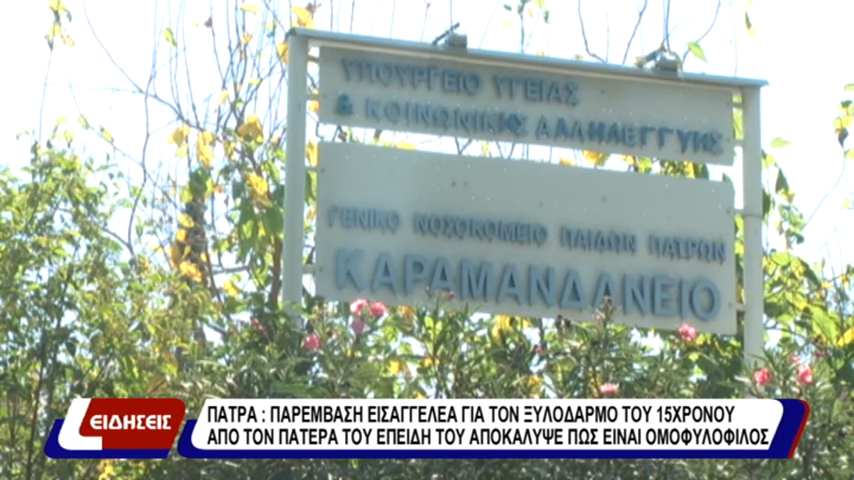 ΥΠΟΥΡΓΕΙΟ ΥΓΕΙΑΣ
& ΚΟΙΝΩΝΙΚΗΣ ΑΛΛΗΛΕΓΓΥΗΣ
ΓΕΝΙΚΟ ΝΟΣΟΚΟΜΕΙΟ ΠΑΙΔΩΝ ΠΑΤΡΩΝ
ΚΑΡΑΜΑΝΔΑΝΕΙΟ
ΕΙΔΗΣΕΙΣ
ΠΑΤΡΑ : ΠΑΡΕΜΒΑΣΗ ΕΙΣΑΓΓΕΛΕΑ ΓΙΑ ΤΟΝ ΞΥΛΟΔΑΡΜΟ ΤΟΥ 15ΧΡΟΝΟΥ
ΑΠΟ ΤΟΝ ΠΑΤΕΡΑ ΤΟΥ ΕΠΕΙΔΗ ΤΟΥ ΑΠΟΚΑΛΥΨΕ ΠΩΣ ΕΙΝΑΙ ΟΜΟΦΥΛΟΦΙΛΟΣ